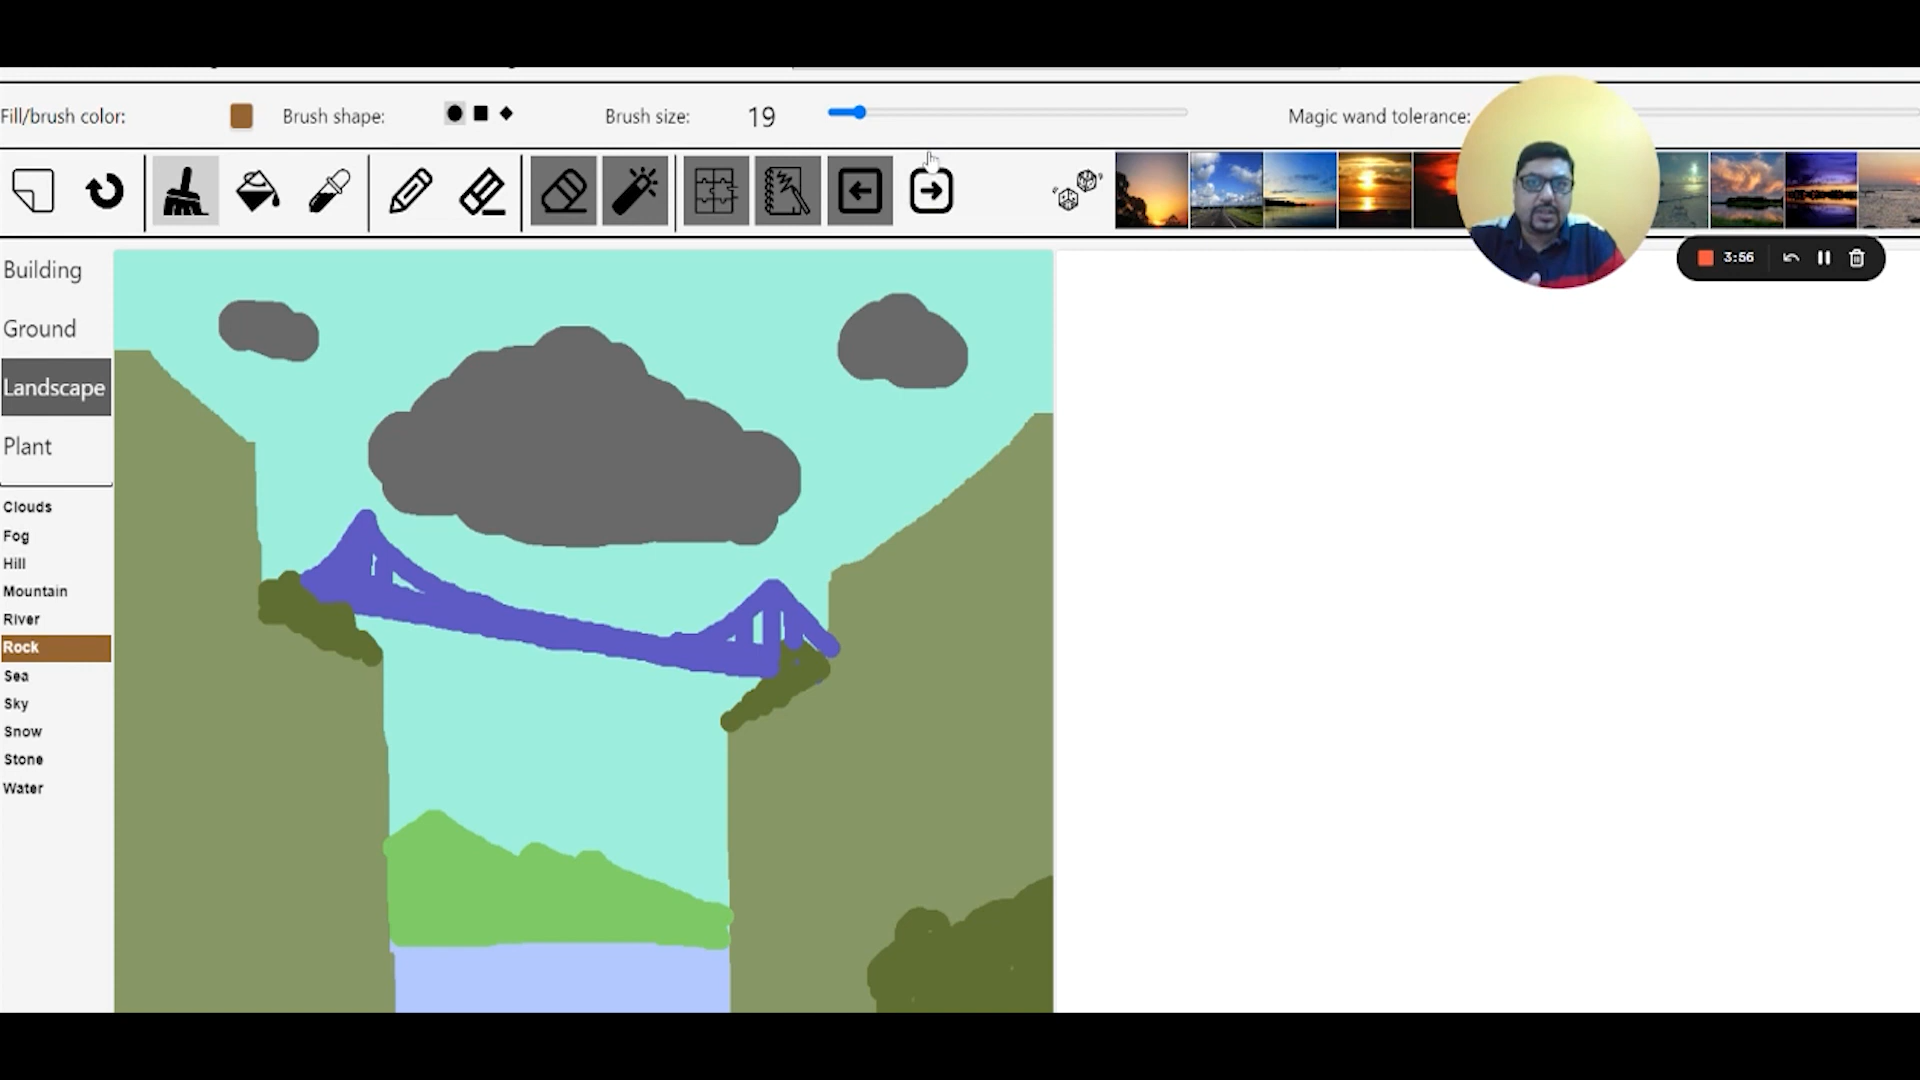 Fill/brush color: Brush shape: Brush size: 19 Magic wand tolerance:
3:56
Building
Ground
Landscape
Plant
Clouds
Fog
Hill
Mountain
River
Rock
Sea
Sky
Snow
Stone
Water